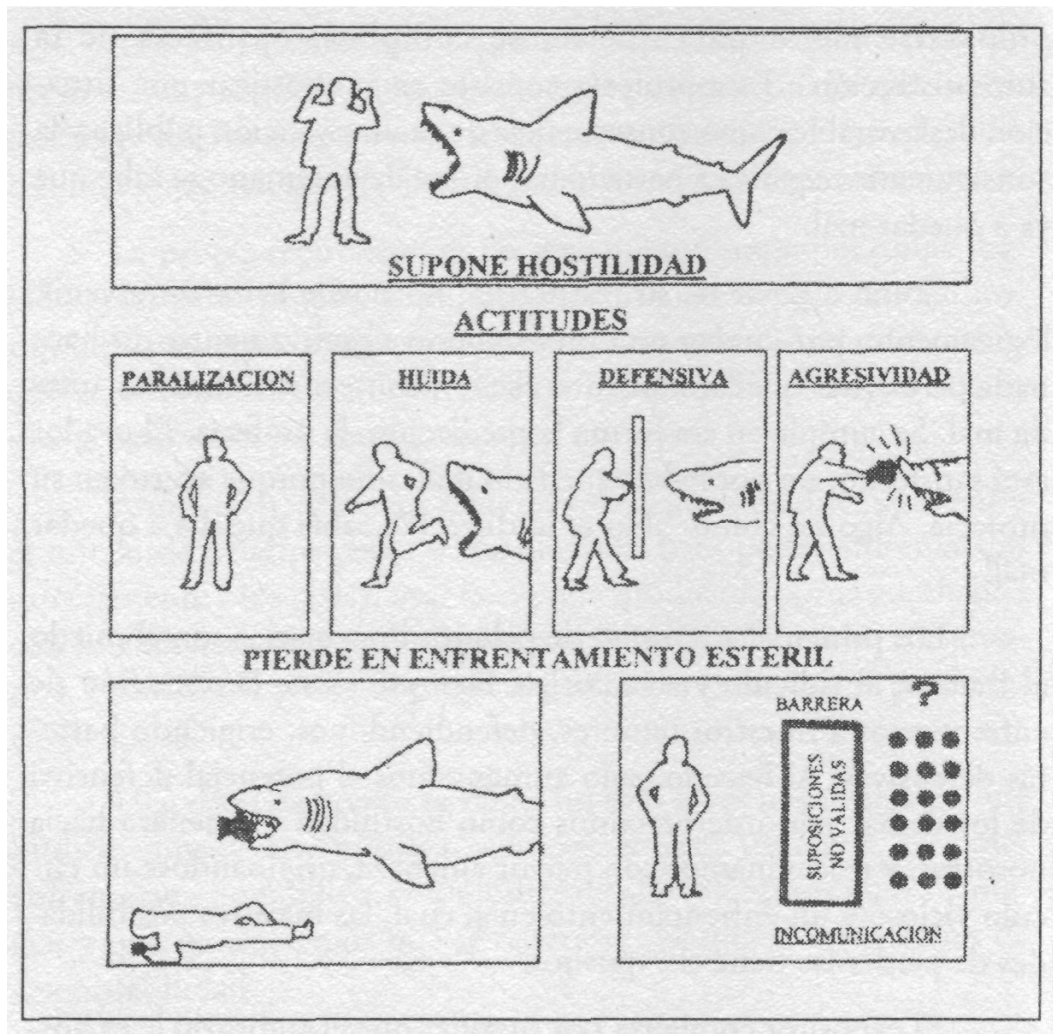 SUPONE HOSTILIDAD
ACTITUDES
PARALIZACION
HUIDA
DEFENSIVA
AGRESIVIDAD
PIERDE EN ENFRENTAMIENTO ESTERIL
BARRERA
?
SUPOSICIONES
NO VALIDAS
INCOMUNICACION